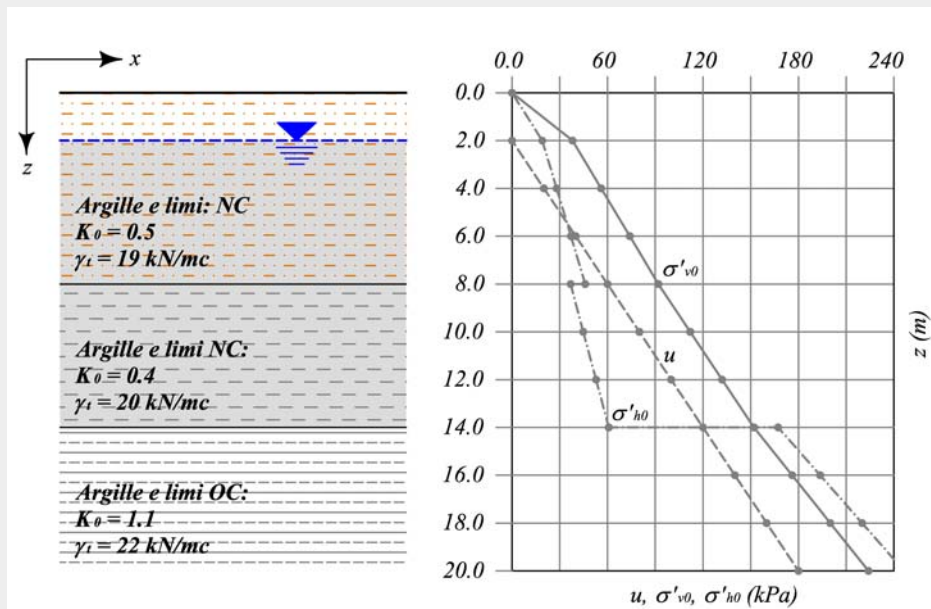 x
z
Argille e limi: NC
K₀ = 0.5
γₜ = 19 kN/mc
Argille e limi NC:
K₀ = 0.4
γₜ = 20 kN/mc
Argille e limi OC:
K₀ = 1.1
γₜ = 22 kN/mc
0.0 60 120 180 240
0.0
2.0
4.0
6.0
8.0
10.0
12.0
14.0
16.0
18.0
20.0
σ'v0
u
σ'h0
z (m)
u, σ'v0, σ'h0 (kPa)